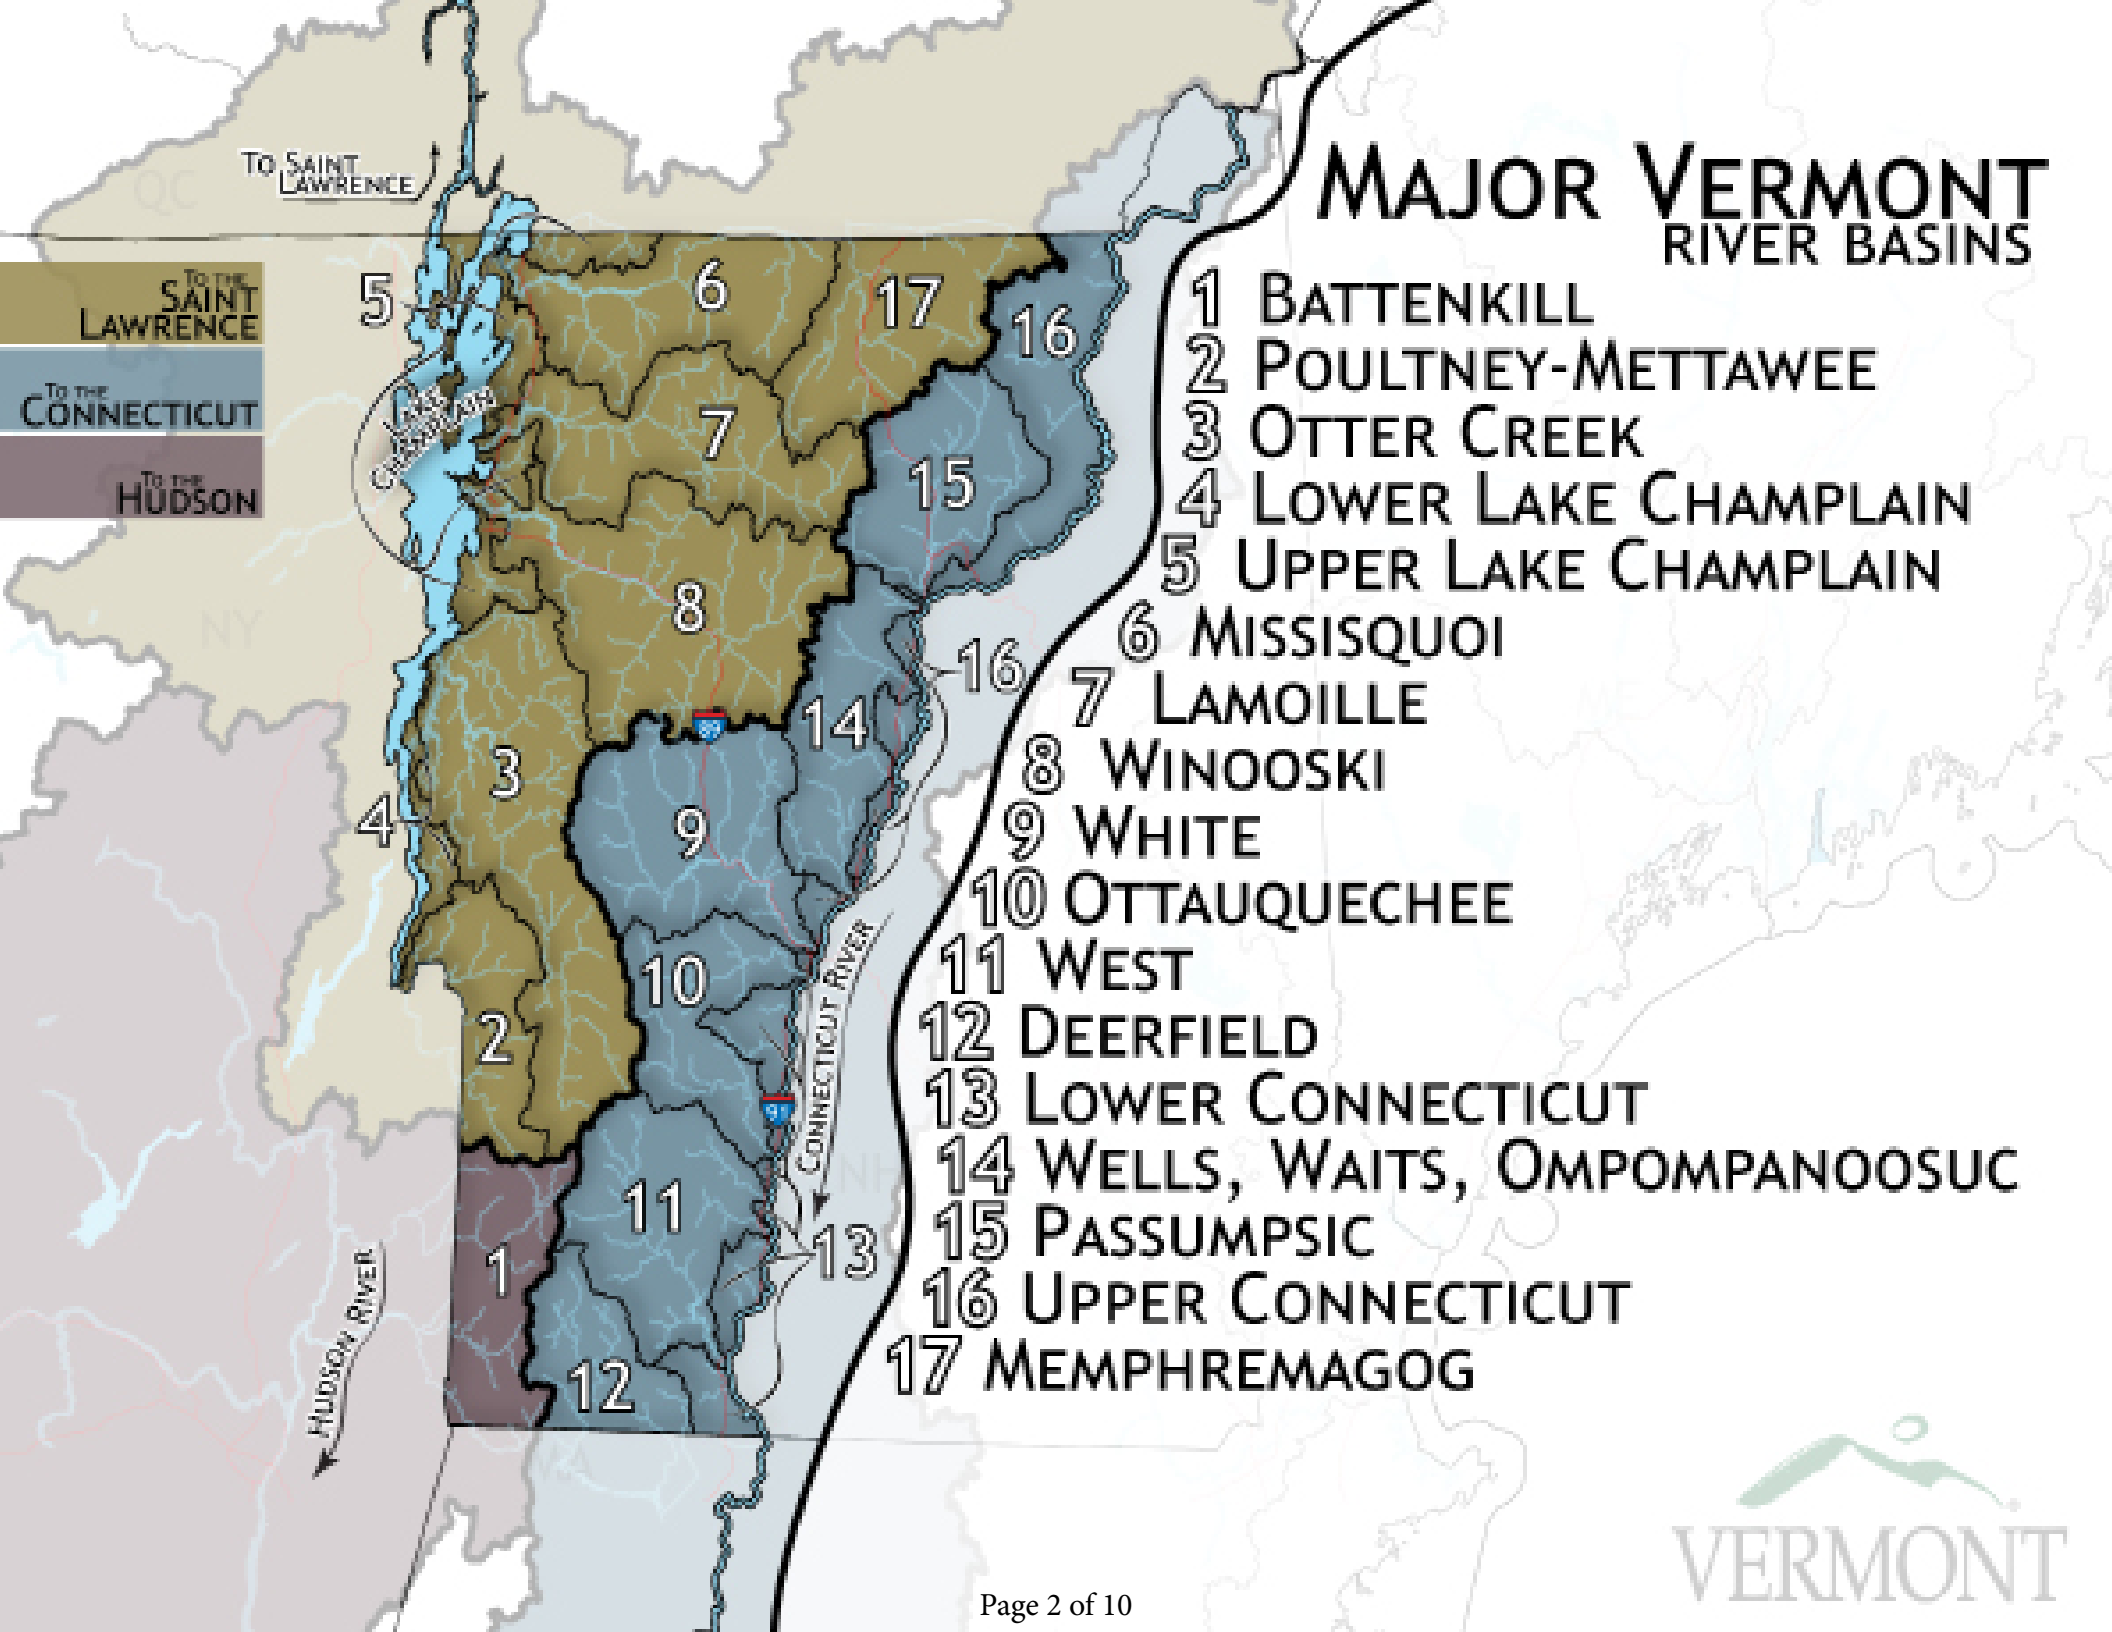 QC
TO SAINT
LAWRENCE
MAJOR VERMONT
RIVER BASINS
TO THE
SAINT
LAWRENCE
TO THE
CONNECTICUT
TO THE
HUDSON
5
6
17
16
LAKE
CHAMPLAIN
7
15
NY
8
16
14
3
4
9
10
CONNECTICUT RIVER
2
91
NH
11
13
1
HUDSON RIVER
12
MA
1 BATTENKILL
2 POULTNEY-METTAWEE
3 OTTER CREEK
4 LOWER LAKE CHAMPLAIN
5 UPPER LAKE CHAMPLAIN
6 MISSISQUOI
7 LAMOILLE
8 WINOOSKI
9 WHITE
10 OTTAUQUECHEE
11 WEST
12 DEERFIELD
13 LOWER CONNECTICUT
14 WELLS, WAITS, OMPOMPANOOSUC
15 PASSUMPSIC
16 UPPER CONNECTICUT
17 MEMPHREMAGOG
VERMONT
Page 2 of 10